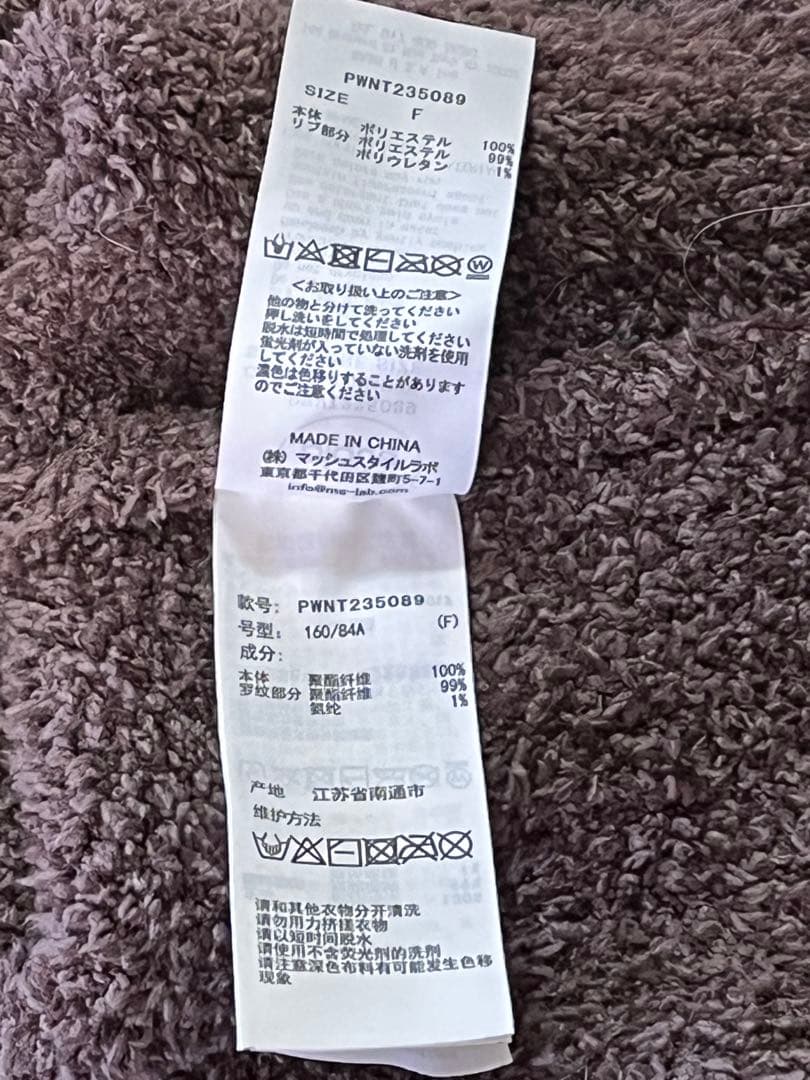 PWNT235089
SIZE F
本体 ポリエステル 100%
リブ部分 ポリエステル 99%
ポリウレタン 1%
W
<お取り扱い上のご注意>
他の物と分けて洗ってください
押し洗いをしてください
脱水は短時間で処理してください
蛍光剤が入っていない洗剤を使用
してください
濃色は色移りすることがあります
のでご注意ください
MADE IN CHINA
(株) マッシュスタイルラボ
東京都千代田区麹町5-7-1
款号: PWNT235089
号型: 160/84A (F)
成分:
本体 聚酯纤维 100%
罗纹部分 聚酯纤维 99%
氨纶 1%
产地 江苏省南通市
维护方法
请和其他衣物分开清洗
请勿用力挤搓衣物
请以短时间脱水
请使用不含荧光剂的洗剂
请注意深色布料有可能发生色移
现象